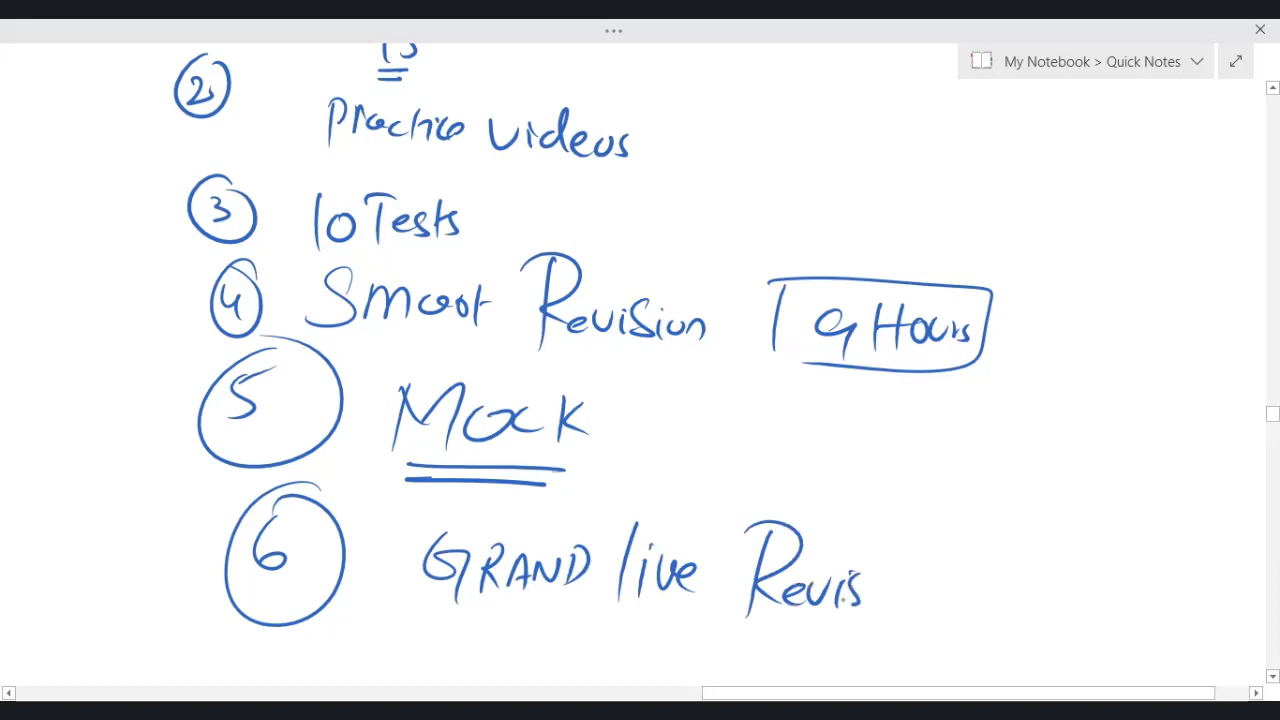 My Notebook > Quick Notes
15
2 Practice Videos
3 10 Tests
4 Smart Revision 9 Hours
5 Mock
6 GRAND live Revis